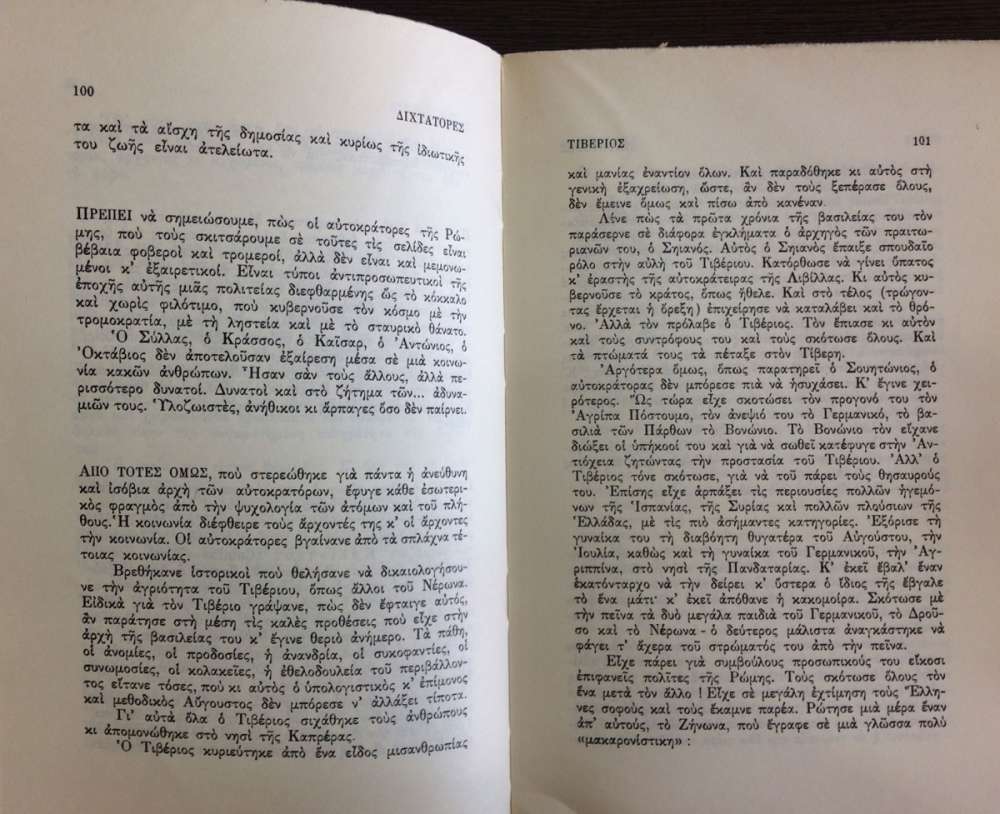 100
ΔΙΧΤΑΤΟΡΕΣ
τα καὶ τὰ αἴσχη τῆς δημοσίας καὶ κυρίως τῆς ἰδιωτικῆς
του ζωῆς εἶναι ἀτελείωτα.
ΠΡΕΠΕΙ νὰ σημειώσουμε, πὼς οἱ αὐτοκράτορες τῆς Ρώ-
μης, ποὺ τοὺς σκιτσάρουμε σὲ τοῦτες τὶς σελίδες εἶναι
βέβαια φοβεροὶ καὶ τρομεροί, ἀλλὰ δὲν εἶναι καὶ μεμονω-
μένοι κ' ἐξαιρετικοί. Εἶναι τύποι ἀντιπροσωπευτικοὶ τῆς
ἐποχῆς αὐτῆς μιᾶς πολιτείας διεφθαρμένης ὣς τὸ κόκκαλο
καὶ χωρὶς φιλότιμο, ποὺ κυβερνοῦσε τὸν κόσμο μὲ τὴν
τρομοκρατία, μὲ τὴ ληστεία καὶ μὲ τὸ σταυρικὸ θάνατο.
Ὁ Σύλλας, ὁ Κράσσος, ὁ Καῖσαρ, ὁ Ἀντώνιος, ὁ
Ὀκτάβιος δὲν ἀποτελοῦσαν ἐξαίρεση μέσα σὲ μιὰ κοινω-
νία κακῶν ἀνθρώπων. Ἦσαν σὰν τοὺς ἄλλους, ἀλλὰ πε-
ρισσότερο δυνατοί. Δυνατοὶ καὶ στὸ ζήτημα τῶν... ἀδυνα-
μιῶν τους. Ὑλοζωιστὲς, ἀνήθικοι κι ἅρπαγες ὅσο δὲν παίρνει.
ΑΠΟ ΤΟΤΕΣ ΟΜΩΣ, ποὺ στερεώθηκε γιὰ πάντα ἡ ἀνεύθυνη
καὶ ἰσόβια ἀρχὴ τῶν αὐτοκρατόρων, ἔφυγε κάθε ἐσωτερι-
κὸς φραγμὸς ἀπὸ τὴν ψυχολογία τῶν ἀτόμων καὶ τοῦ πλή-
θους. Ἡ κοινωνία διέφθειρε τοὺς ἄρχοντές της κ' οἱ ἄρχοντες
τὴν κοινωνία. Οἱ αὐτοκράτορες βγαίνανε ἀπὸ τὰ σπλάχνα τέ-
τοιας κοινωνίας.
Βρεθήκανε ἱστορικοὶ ποὺ θελήσανε νὰ δικαιολογήσου-
νε τὴν ἀγριότητα τοῦ Τιβέριου, ὅπως ἄλλοι τοῦ Νέρωνα.
Εἰδικὰ γιὰ τὸν Τιβέριο γράψανε, πὼς δὲν ἔφταιγε αὐτός,
ἂν παράτησε στὴ μέση τὶς καλὲς προθέσεις ποὺ εἶχε στὴν
ἀρχὴ τῆς βασιλείας του κ' ἔγινε θεριὸ ἀνήμερο. Τὰ πάθη,
οἱ ἀνομίες, οἱ προδοσίες, ἡ ἀνανδρία, οἱ συκοφαντίες, οἱ
συνωμοσίες, οἱ κολακεῖες, ἡ ἐθελοδουλεία τοῦ περιβάλλον-
τος εἴτανε τόσες, ποὺ κι αὐτὸς ὁ ὑπολογιστικὸς κ' ἐπίμονος
καὶ μεθοδικὸς Αὔγουστος δὲν μπόρεσε ν' ἀλλάξει τίποτα.
Γι' αὐτὰ ὅλα ὁ Τιβέριος σιχάθηκε τοὺς ἀνθρώπους
κι ἀπομονώθηκε στὸ νησὶ τῆς Καπρέρας.
Ὁ Τιβέριος κυριεύτηκε ἀπὸ ἕνα εἶδος μισανθρωπίας
ΤΙΒΕΡΙΟΣ 101
καὶ μανίας ἐναντίον ὅλων. Καὶ παραδόθηκε κι αὐτὸς στὴ
γενικὴ ἐξαχρείωση, ὥστε, ἂν δὲν τοὺς ξεπέρασε ὅλους,
δὲν ἔμεινε ὅμως καὶ πίσω ἀπὸ κανέναν.
Λένε πὼς τὰ πρῶτα χρόνια τῆς βασιλείας του τὸν
παράσερνε σὲ διάφορα ἐγκλήματα ὁ ἀρχηγὸς τῶν πραιτω-
ριανῶν του, ὁ Σηιανός. Αὐτὸς ὁ Σηιανὸς ἔπαιξε σπουδαῖο
ρόλο στὴν αὐλὴ τοῦ Τιβέριου. Κατόρθωσε νὰ γίνει ὕπατος
κ' ἐραστὴς τῆς αὐτοκράτειρας τῆς Λιβίλλας. Κι αὐτὸς κυ-
βερνοῦσε τὸ κράτος, ὅπως ἤθελε. Καὶ στὸ τέλος (τρώγον-
τας ἔρχεται ἡ ὄρεξη) ἐπιχείρησε νὰ καταλάβει καὶ τὸ θρό-
νο. Ἀλλὰ τὸν πρόλαβε ὁ Τιβέριος. Τὸν ἔπιασε κι αὐτὸν
καὶ τοὺς συντρόφους του καὶ τοὺς σκότωσε ὅλους. Καὶ
τὰ πτώματά τους τὰ πέταξε στὸν Τίβερη.
Ἀργότερα ὅμως, ὅπως παρατηρεῖ ὁ Σουητώνιος, ὁ
αὐτοκράτορας δὲν μπόρεσε πιὰ νὰ ἡσυχάσει. Κ' ἔγινε χει-
ρότερος. Ὣς τώρα εἶχε σκοτώσει τὸν προγονό του τὸν
Ἀγρίπα Πόστουμο, τὸν ἀνεψιό του τὸ Γερμανικό, τὸ βα-
σιλιὰ τῶν Πάρθων τὸ Βονώνιο. Τὸ Βονώνιο τὸν εἴχανε
διώξει οἱ ὑπήκοοί του καὶ γιὰ νὰ σωθεῖ κατέφυγε στὴν Ἀν-
τιόχεια ζητώντας τὴν προστασία τοῦ Τιβέριου. Ἀλλ' ὁ
Τιβέριος τόνε σκότωσε, γιὰ νὰ τοῦ πάρει τοὺς θησαυρούς
του. Ἐπίσης εἶχε ἁρπάξει τὶς περιουσίες πολλῶν ἡγεμό-
νων τῆς Ἱσπανίας, τῆς Συρίας καὶ πολλῶν πλούσιων τῆς
Ἑλλάδας, μὲ τὶς πιὸ ἀσήμαντες κατηγορίες. Ἐξόρισε τὴ
γυναίκα του τὴ διαβόητη θυγατέρα τοῦ Αὐγούστου, τὴν
Ἰουλία, καθὼς καὶ τὴ γυναίκα τοῦ Γερμανικοῦ, τὴν Ἀγ-
ριππίνα, στὸ νησὶ τῆς Πανδαταρίας. Κ' ἐκεῖ ἔβαλ' ἕναν
ἑκατόνταρχο νὰ τὴν δείρει κ' ὕστερα ὁ ἴδιος τῆς ἔβγαλε
τὸ ἕνα μάτι· κ' ἐκεῖ ἀπόθανε ἡ κακομοίρα. Σκότωσε μὲ
τὴν πεῖνα τὰ δυὸ μεγάλα παιδιὰ τοῦ Γερμανικοῦ, τὸ Δροῦ-
σο καὶ τὸ Νέρωνα - ὁ δεύτερος μάλιστα ἀναγκάστηκε νὰ
φάγει τ' ἄχερα τοῦ στρώματός του ἀπὸ τὴν πεῖνα.
Εἶχε πάρει γιὰ συμβούλους προσωπικούς του εἴκοσι
ἐπιφανεῖς πολῖτες τῆς Ρώμης. Τοὺς σκότωσε ὅλους τὸν
ἕνα μετὰ τὸν ἄλλο ! Εἶχε σὲ μεγάλη ἐχτίμηση τοὺς Ἕλλη-
νες σοφοὺς καὶ τοὺς ἔκαμνε παρέα. Ρώτησε μιὰ μέρα ἕναν
ἀπ' αὐτούς, τὸ Ζήνωνα, ποὺ ἔγραφε σὲ μιὰ γλῶσσα πολὺ
«μακαρονίστικη» :